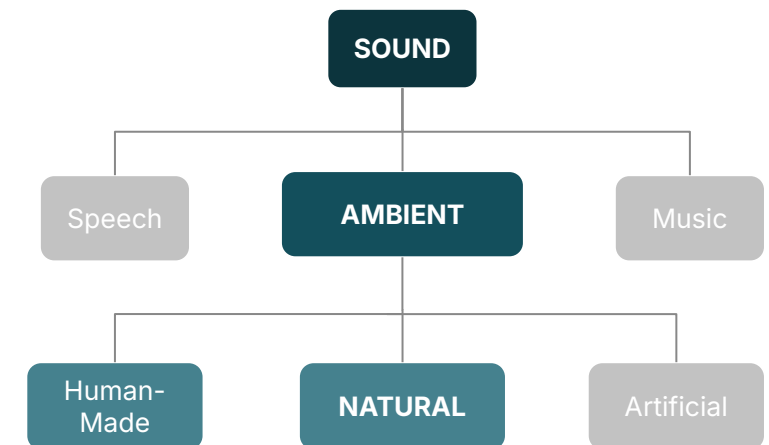 SOUND
Speech
AMBIENT
Music
Human-
Made
NATURAL
Artificial